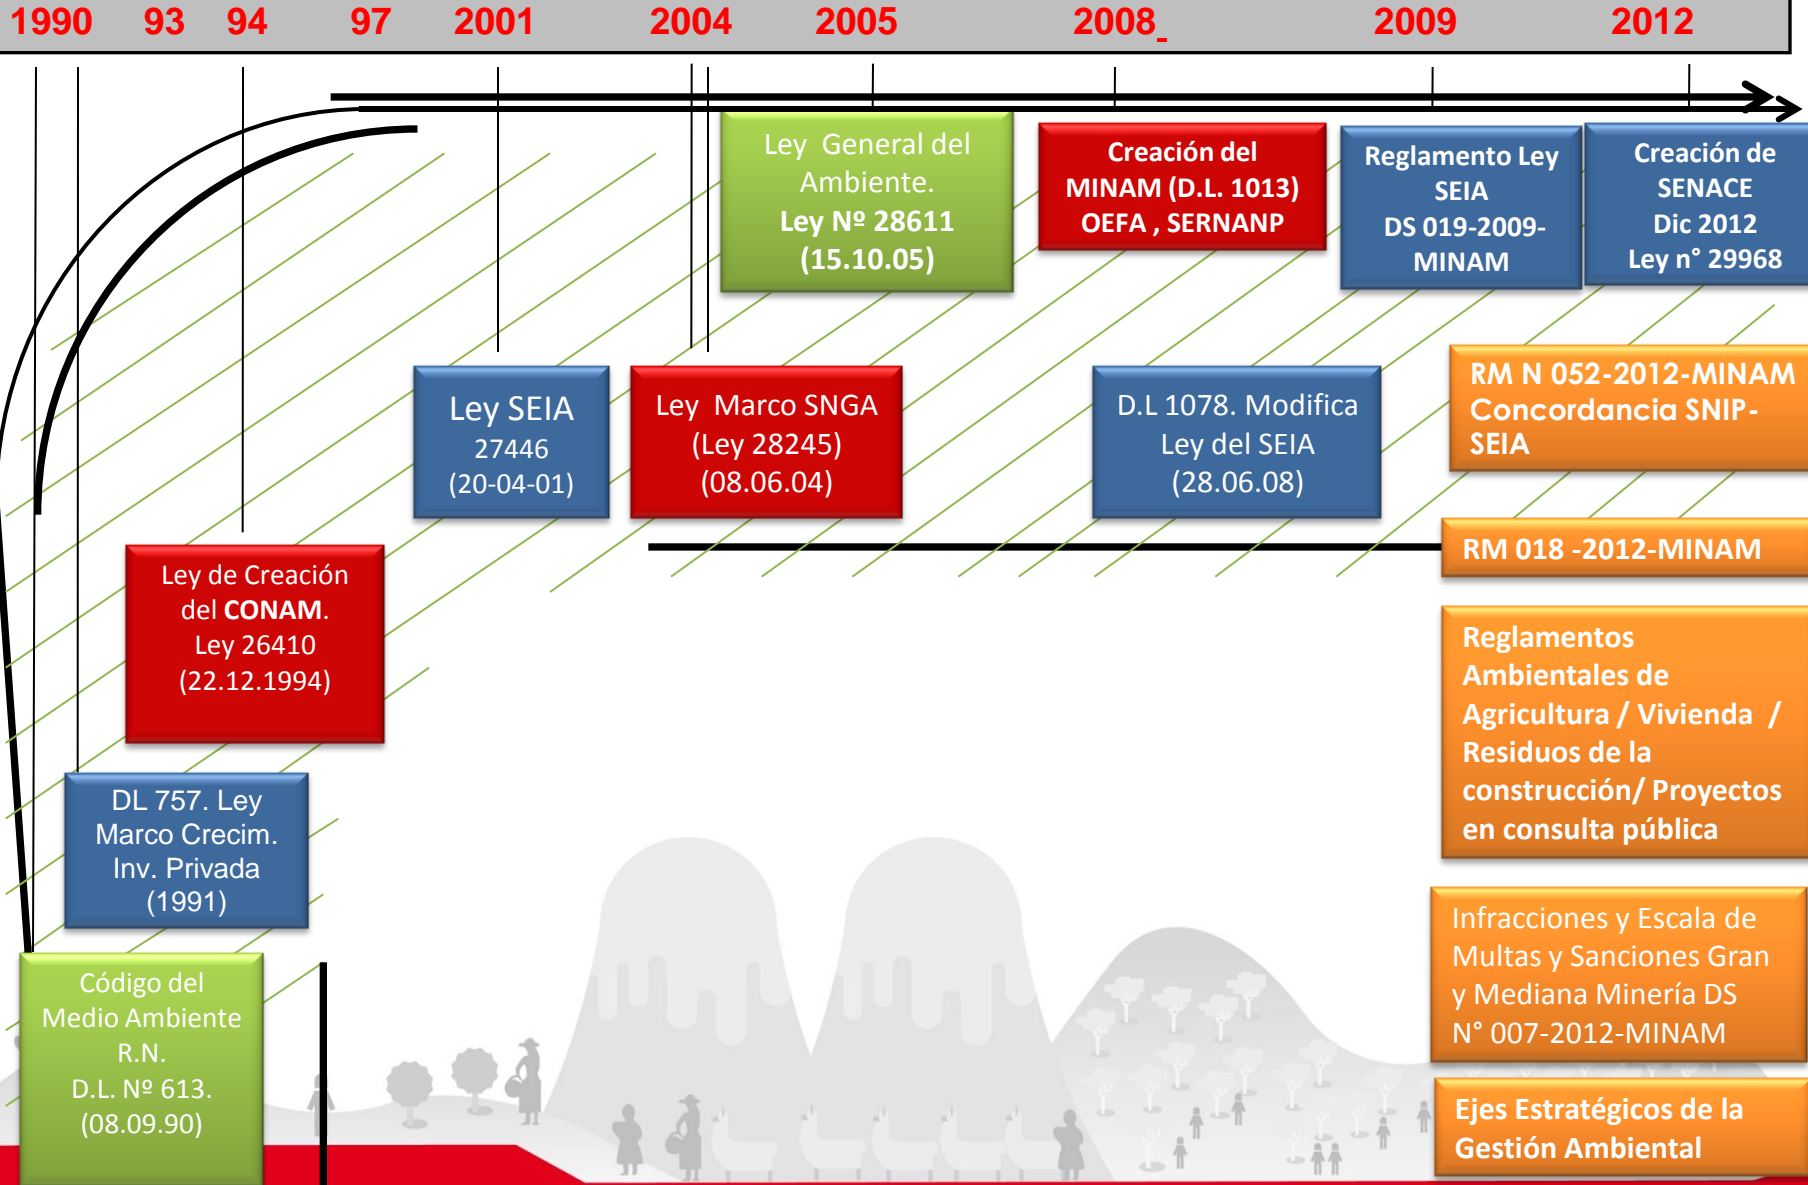 1990 93 94 97 2001 2004 2005 2008_ 2009 2012
Ley General del
Ambiente.
Ley Nº 28611
(15.10.05)
Creación del
MINAM (D.L. 1013)
OEFA , SERNANP
Reglamento Ley
SEIA
DS 019-2009-
MINAM
Creación de
SENACE
Dic 2012
Ley n° 29968
Ley SEIA
27446
(20-04-01)
Ley Marco SNGA
(Ley 28245)
(08.06.04)
D.L 1078. Modifica
Ley del SEIA
(28.06.08)
RM N 052-2012-MINAM
Concordancia SNIP-
SEIA
RM 018 -2012-MINAM
Ley de Creación
del CONAM.
Ley 26410
(22.12.1994)
Reglamentos
Ambientales de
Agricultura / Vivienda /
Residuos de la
construcción/ Proyectos
en consulta pública
DL 757. Ley
Marco Crecim.
Inv. Privada
(1991)
Infracciones y Escala de
Multas y Sanciones Gran
y Mediana Minería DS
N° 007-2012-MINAM
Código del
Medio Ambiente
R.N.
D.L. Nº 613.
(08.09.90)
Ejes Estratégicos de la
Gestión Ambiental